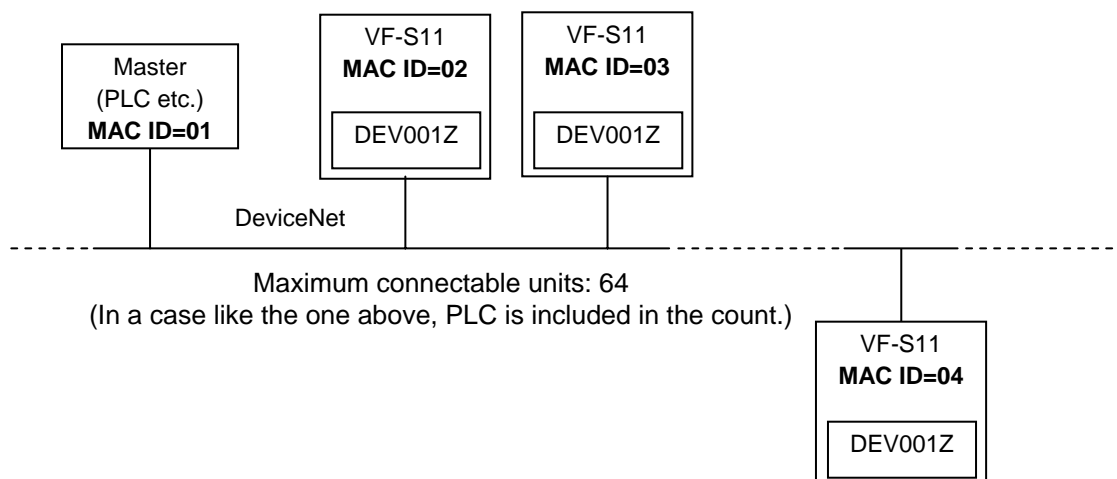 Master
(PLC etc.)
MAC ID=01
VF-S11
MAC ID=02
DEV001Z
VF-S11
MAC ID=03
DEV001Z
DeviceNet
Maximum connectable units: 64
(In a case like the one above, PLC is included in the count.)
VF-S11
MAC ID=04
DEV001Z